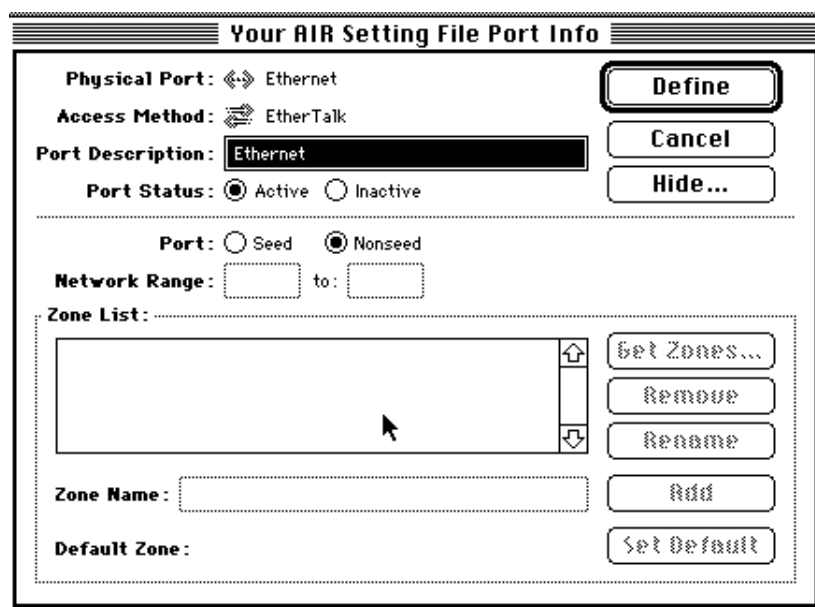 Your AIR Setting File Port Info
Physical Port: Ethernet
Define
Access Method: EtherTalk
Port Description: Ethernet
Cancel
Port Status: Active Inactive
Hide...
Port: Seed Nonseed
Network Range: to:
Zone List:
Get Zones...
Remove
Rename
Zone Name:
Add
Default Zone:
Set Default